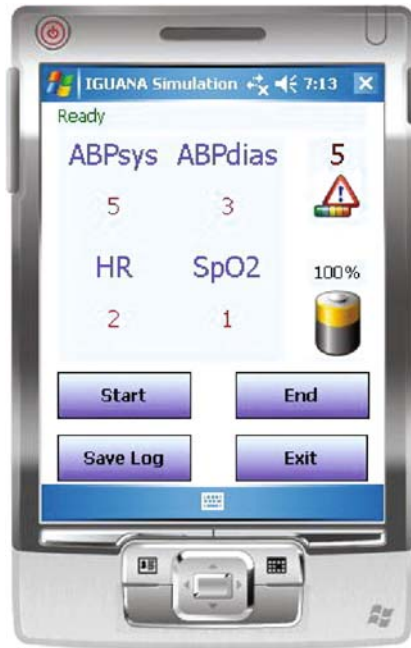 IGUANA Simulation 7:13
Ready
ABPsys ABPdias 5
5 3
HR SpO2 100%
2 1
Start End
Save Log Exit